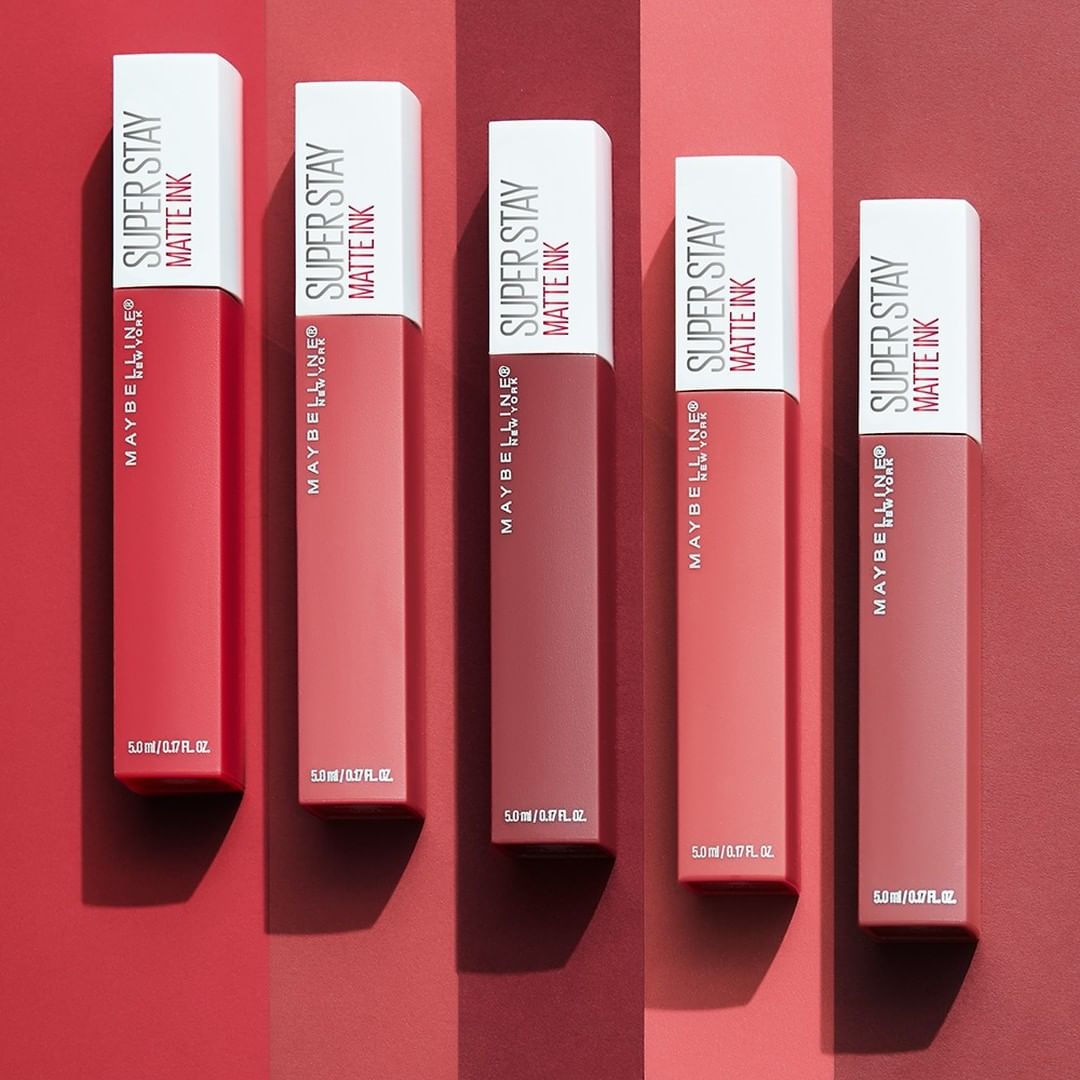 SUPER STAY
MATTE INK
MAYBELLINE®
NEW YORK
5.0 ml / 0.17 FL. OZ.
SUPER STAY
MATTE INK
MAYBELLINE®
NEW YORK
5.0 ml / 0.17 FL. OZ.
SUPER STAY
MATTE INK
MAYBELLINE®
NEW YORK
5.0 ml / 0.17 FL. OZ.
SUPER STAY
MATTE INK
MAYBELLINE®
NEW YORK
5.0 ml / 0.17 FL. OZ.
SUPER STAY
MATTE INK
MAYBELLINE®
NEW YORK
5.0 ml / 0.17 FL. OZ.